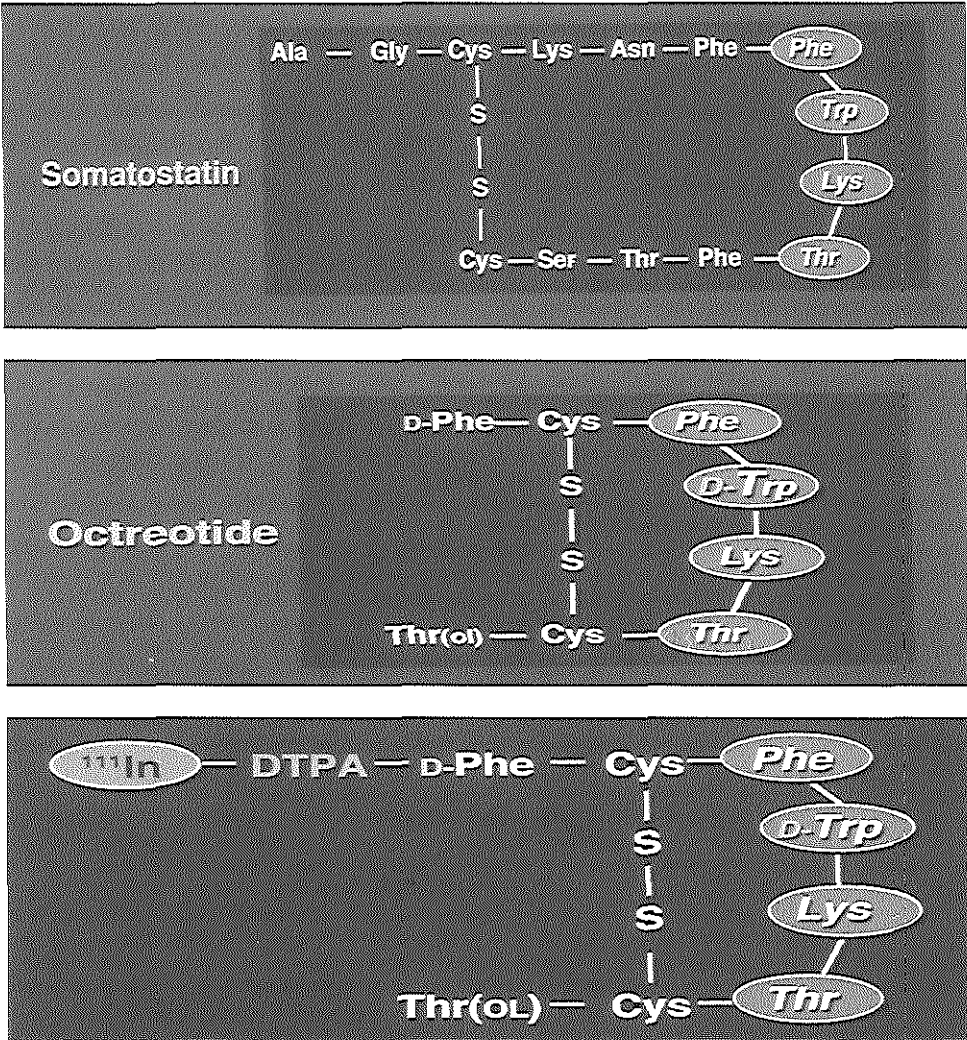 Ala — Gly — Cys — Lys — Asn — Phe — Phe
S
Trp
Somatostatin
S
Lys
Cys — Ser — Thr — Phe — Thr
D-Phe — Cys — Phe
S
D-Trp
Octreotide
S
Lys
Thr(ol) — Cys — Thr
¹¹¹In — DTPA — D-Phe — Cys — Phe
S
D-Trp
S
Lys
Thr(OL) — Cys — Thr